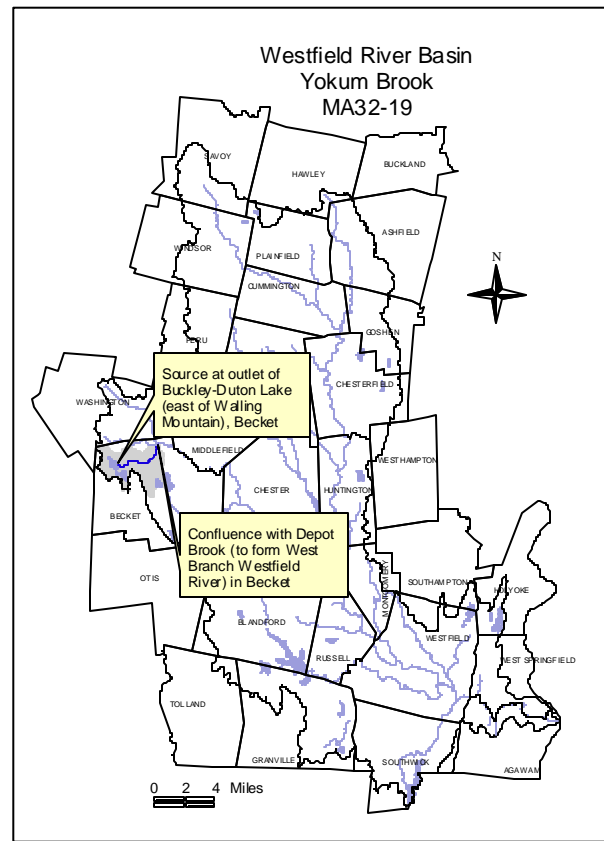 Westfield River Basin
Yokum Brook
MA32-19
SAVOY
HAWLEY
BUCKLAND
ASHFIELD
WINDSOR
PLAINFIELD
N
CUMMINGTON
PERU
GOSHEN
Source at outlet of
Buckley-Duton Lake
(east of Walling
Mountain), Becket
CHESTERFIELD
WASHINGTON
MIDDLEFIELD
WESTHAMPTON
CHESTER
HUNTINGTON
BECKET
Confluence with Depot
Brook (to form West
Branch Westfield
River) in Becket
OTIS
MONTGOMERY
SOUTHAMPTON
HOLYOKE
BLANDFORD
WESTFIELD
RUSSELL
WEST SPRINGFIELD
TOLLAND
GRANVILLE
SOUTHWICK
AGAWAM
0 2 4 Miles